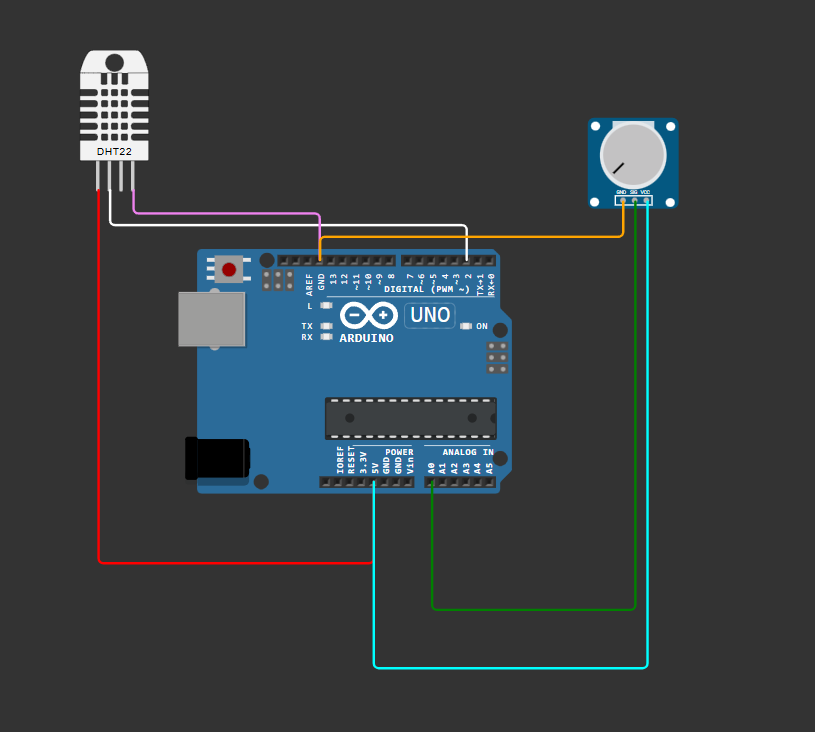 DHT22
GND SIG VCC
AREF GND 13 12 ~11 ~10 ~9 8 7 ~6 ~5 4 ~3 2 TX→1 RX←0
DIGITAL (PWM ~)
L
TX
RX
UNO
ON
ARDUINO
POWER
ANALOG IN
IOREF RESET 3.3V 5V GND GND Vin A0 A1 A2 A3 A4 A5